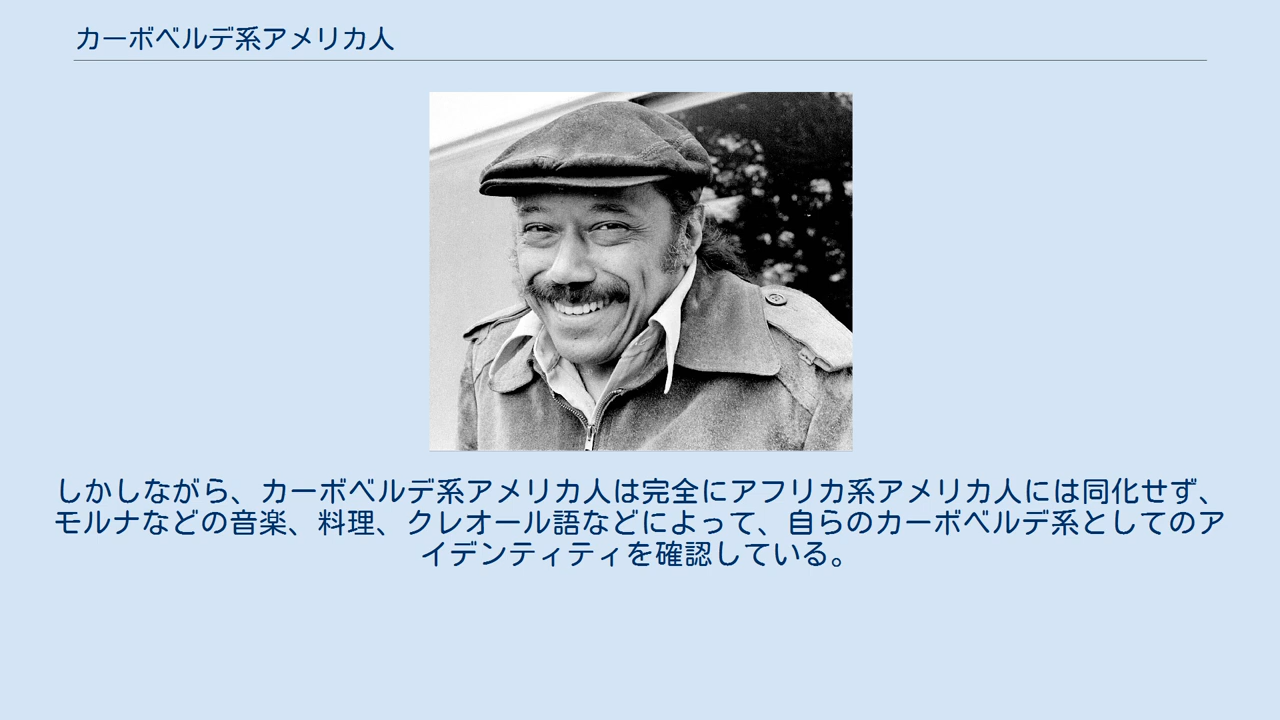 カーボベルデ系アメリカ人
しかしながら、カーボベルデ系アメリカ人は完全にアフリカ系アメリカ人には同化せず、
モルナなどの音楽、料理、クレオール語などによって、自らのカーボベルデ系としてのア
イデンティティを確認している。